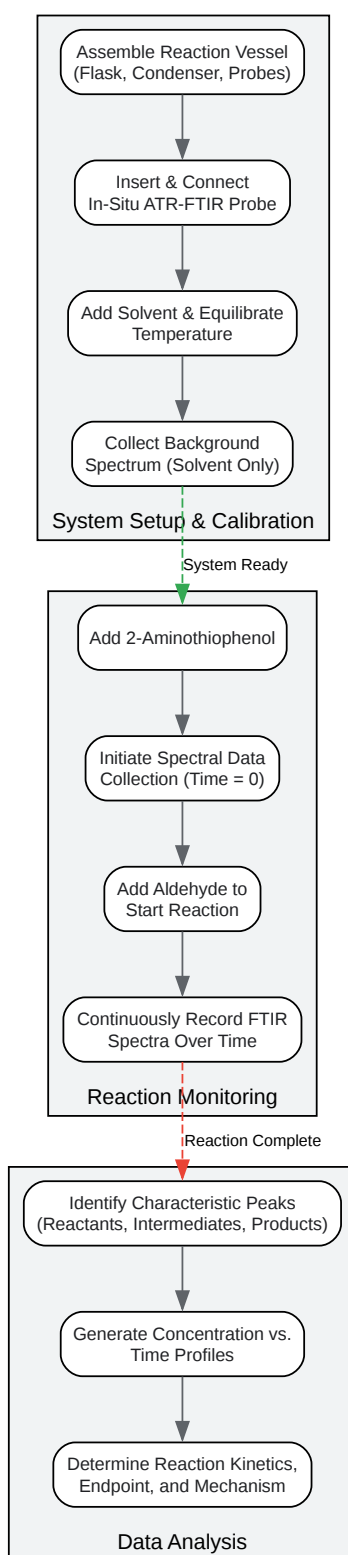 Assemble Reaction Vessel
(Flask, Condenser, Probes)
Insert & Connect
In-Situ ATR-FTIR Probe
Add Solvent & Equilibrate
Temperature
Collect Background
Spectrum (Solvent Only)
System Setup & Calibration
System Ready
Add 2-Aminothiophenol
Initiate Spectral Data
Collection (Time = 0)
Add Aldehyde to
Start Reaction
Continuously Record FTIR
Spectra Over Time
Reaction Monitoring
Reaction Complete
Identify Characteristic Peaks
(Reactants, Intermediates, Products)
Generate Concentration vs.
Time Profiles
Determine Reaction Kinetics,
Endpoint, and Mechanism
Data Analysis